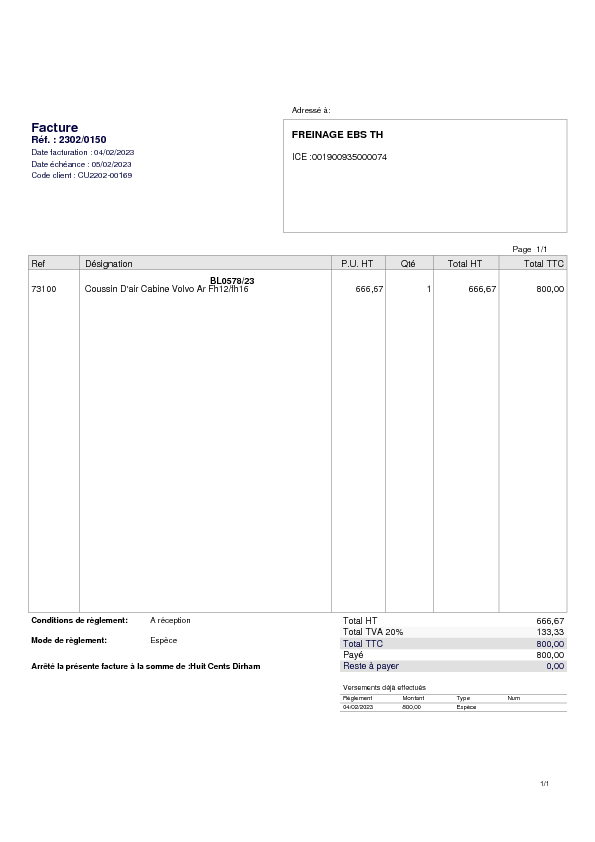 Adressé à:
Facture
Réf. : 2302/0150
Date facturation : 04/02/2023
Date échéance : 05/02/2023
Code client : CU2202-00169
FREINAGE EBS TH
ICE :001900935000074
Page 1/1
Ref Désignation P.U. HT Qté Total HT Total TTC
BL0578/23
73100 Coussin D'air Cabine Volvo Ar Fh12/fh16 666,67 1 666,67 800,00
Conditions de règlement: A réception
Mode de règlement: Espèce
Arrêté la présente facture à la somme de :Huit Cents Dirham
Total HT 666,67
Total TVA 20% 133,33
Total TTC 800,00
Payé 800,00
Reste à payer 0,00
Versements déjà effectués
Règlement Montant Type Num
04/02/2023 800,00 Espèce
1/1